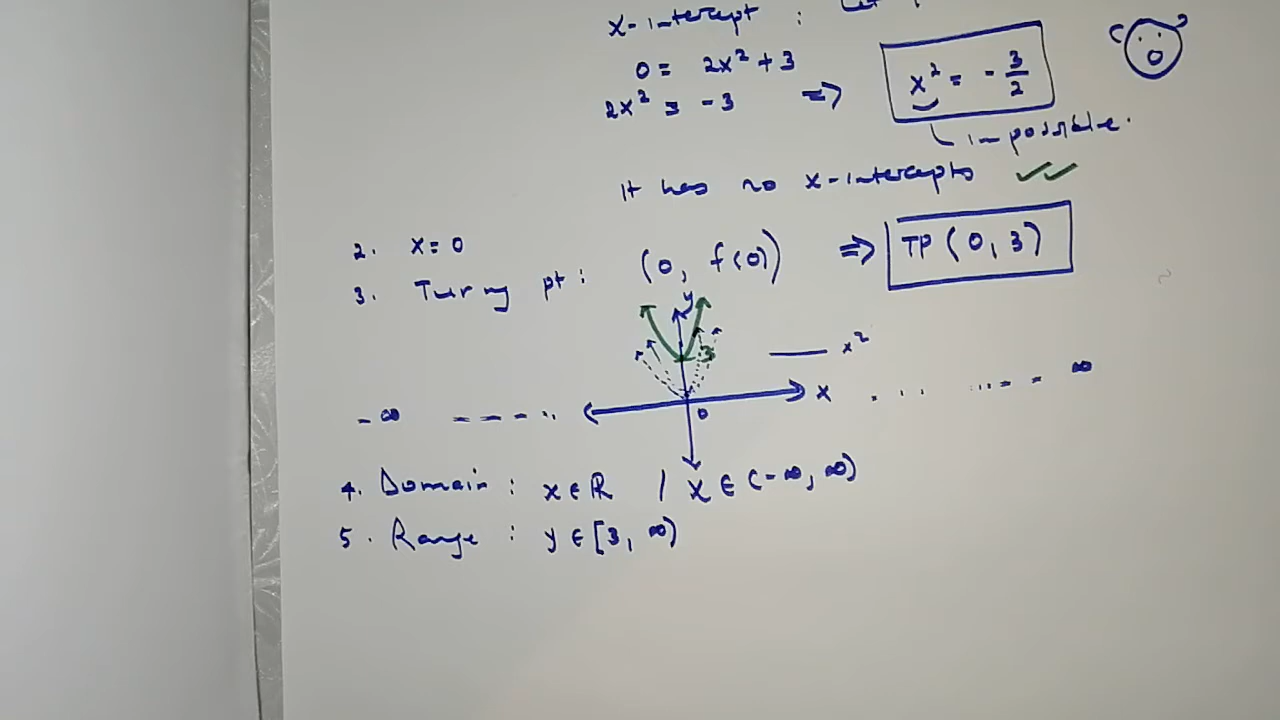 x-intercept :
0 = 2x² + 3
2x² = -3 ⇒ x² = - 3/2
impossible.
It has no x-intercepts ✓✓
2. x = 0
3. Turing pt : (0, f(0)) ⇒ TP (0, 3)
y
3
x²
-∞ ---- .. x . . . ... - - ∞
0
4. Domain : x ∈ ℝ / x ∈ (-∞, ∞)
5. Range : y ∈ [3, ∞)